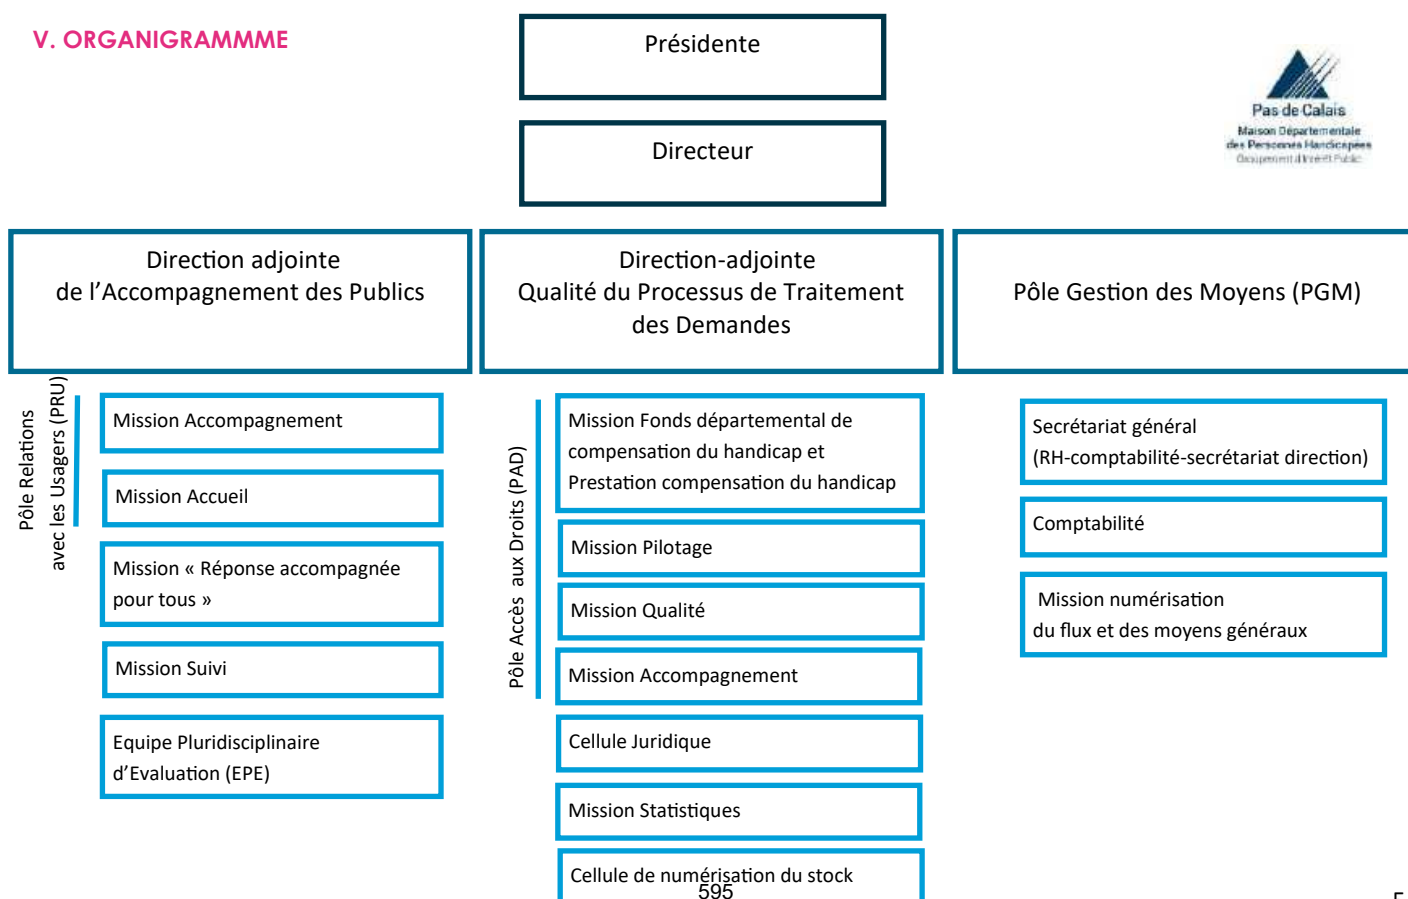 V. ORGANIGRAMMME
Présidente
Directeur
Pas de Calais
Maison Départementale
des Personnes Handicapées
Groupement d'Intérêt Public
Direction adjointe
de l'Accompagnement des Publics
Direction-adjointe
Qualité du Processus de Traitement
des Demandes
Pôle Gestion des Moyens (PGM)
Pôle Relations
avec les Usagers (PRU)
Mission Accompagnement
Mission Accueil
Mission « Réponse accompagnée
pour tous »
Mission Suivi
Equipe Pluridisciplinaire
d'Evaluation (EPE)
Pôle Accès aux Droits (PAD)
Mission Fonds départemental de
compensation du handicap et
Prestation compensation du handicap
Mission Pilotage
Mission Qualité
Mission Accompagnement
Cellule Juridique
Mission Statistiques
Cellule de numérisation du stock
Secrétariat général
(RH-comptabilité-secrétariat direction)
Comptabilité
Mission numérisation
du flux et des moyens généraux
595